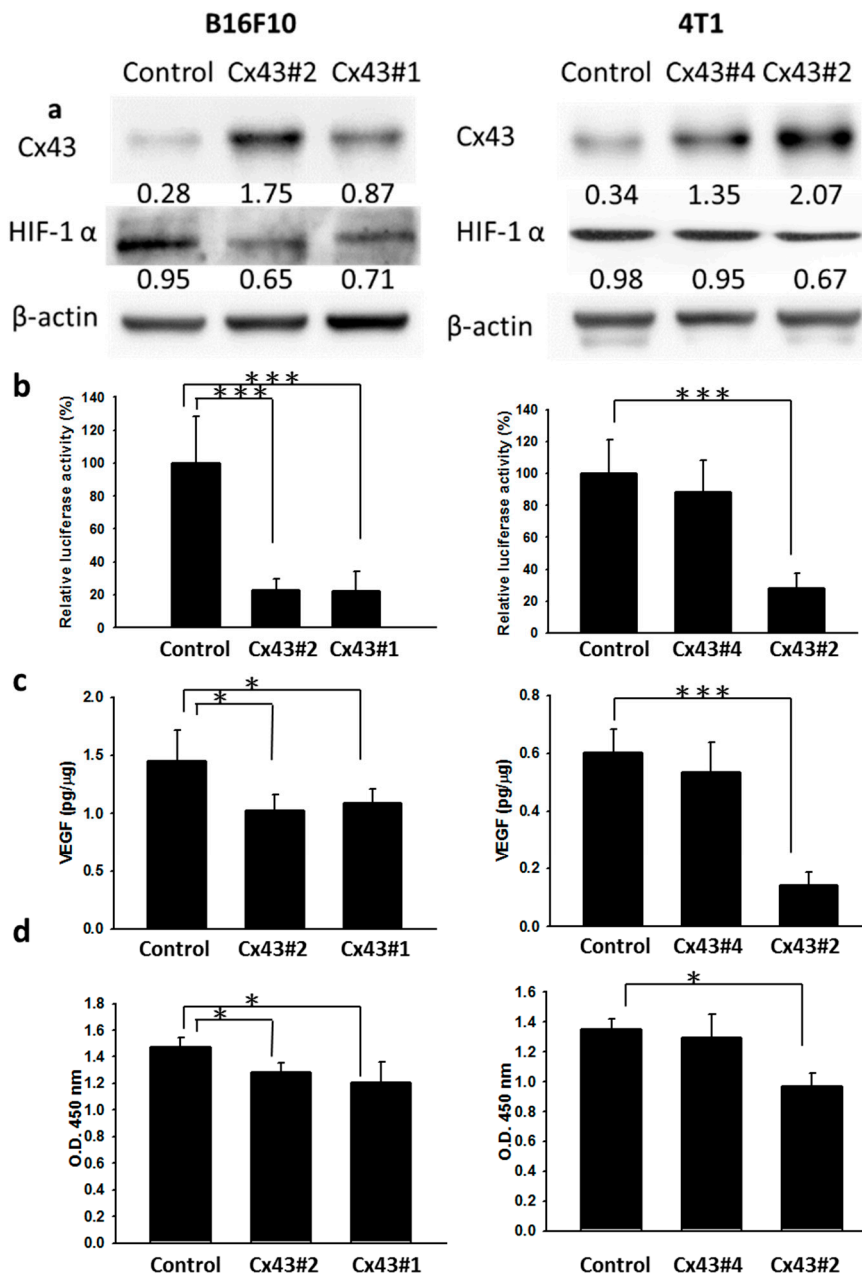 B16F10
4T1
Control Cx43#2 Cx43#1
Control Cx43#4 Cx43#2
a
Cx43
Cx43
0.28 1.75 0.87
0.34 1.35 2.07
HIF-1 α
HIF-1 α
0.95 0.65 0.71
0.98 0.95 0.67
β-actin
β-actin
b
Relative luciferase activity (%)
140
120
100
80
60
40
20
0
***
***
Control Cx43#2 Cx43#1
Relative luciferase activity (%)
140
120
100
80
60
40
20
0
***
Control Cx43#4 Cx43#2
c
VEGF (pg/μg)
2.0
1.5
1.0
0.5
0.0
*
*
Control Cx43#2 Cx43#1
VEGF (pg/μg)
0.8
0.6
0.4
0.2
0.0
***
Control Cx43#4 Cx43#2
d
O.D. 450 nm
1.8
1.6
1.4
1.2
1.0
1.8
1.6
0.4
0.2
0.0
*
*
Control Cx43#2 Cx43#1
O.D. 450 nm
1.6
1.4
1.2
1.0
0.8
0.6
0.4
0.2
0.0
*
Control Cx43#4 Cx43#2